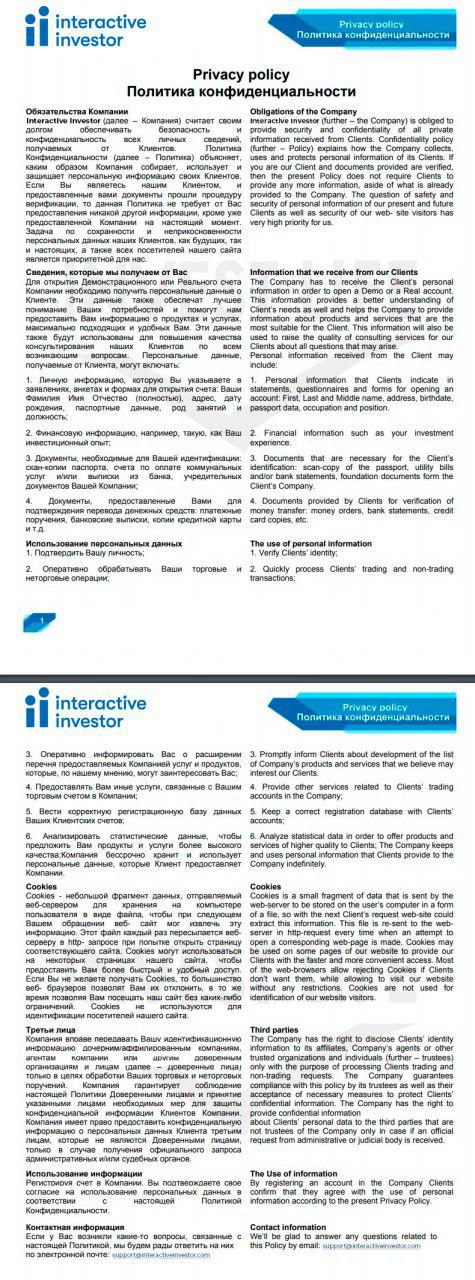 interactive
investor
Privacy policy
Политика конфиденциальности
Privacy policy
Политика конфиденциальности
Обязательства Компании
Interactive Investor (далее – Компания) считает своим
долгом обеспечивать безопасность и
конфиденциальность всех личных сведений,
получаемых от Клиентов. Политика
Конфиденциальности (далее – Политика) объясняет,
каким образом Компания собирает, использует и
защищает персональную информацию своих Клиентов.
Если Вы являетесь нашим Клиентом, и
предоставленные вами документы прошли процедуру
верификации, то данная Политика не требует от Вас
предоставления никакой другой информации, кроме уже
предоставленной Компании на настоящий момент.
Задача по сохранности и неприкосновенности
персональных данных наших Клиентов, как будущих, так
и настоящих, а также всех посетителей нашего сайта
является приоритетной для нас.
Obligations of the Company
Interactive Investor (further – the Company) is obliged to
provide security and confidentiality of all private
information received from Clients. Confidentiality policy
(further – Policy) explains how the Company collects,
uses and protects personal information of its Clients. If
you are our Client and documents provided are verified,
then the present Policy does not require Clients to
provide any more information, aside of what is already
provided to the Company. The question of safety and
security of personal information of our present and future
Clients as well as security of our web- site visitors has
very high priority for us.
Сведения, которые мы получаем от Вас
Для открытия Демонстрационного или Реального счета
Компании необходимо получить персональные данные о
Клиенте. Эти данные также обеспечат лучшее
понимание Ваших потребностей и помогут нам
предоставить Вам информацию о продуктах и услугах,
максимально подходящих и удобных Вам. Эти данные
также будут использованы для повышения качества
консультирования наших Клиентов по всем
возникающим вопросам. Персональные данные,
получаемые от Клиента, могут включать:
Information that we receive from our Clients
The Company has to receive the Client's personal
information in order to open a Demo or a Real account.
This information provides a better understanding of
Client's needs as well and helps the Company to provide
information about products and services that are the
most suitable for the Client. This information will also be
used to raise the quality of consulting services for our
Clients about all questions that may arise.
Personal information received from the Client may
include:
1. Личную информацию, которую Вы указываете в
заявлениях, анкетах и формах для открытия счета: Ваши
Фамилия Имя Отчество (полностью), адрес, дату
рождения, паспортные данные, род занятий и
должность;
1. Personal information that Clients indicate in
statements, questionnaires and forms for opening an
account: First, Last and Middle name, address, birthdate,
passport data, occupation and position.
2. Финансовую информацию, например, такую, как Ваш
инвестиционный опыт;
2. Financial information such as your investment
experience.
3. Документы, необходимые для Вашей идентификации:
скан-копии паспорта, счета по оплате коммунальных
услуг и/или выписки из банка, учредительных
документов Вашей Компании;
3. Documents that are necessary for the Client's
identification: scan-copy of the passport, utility bills
and/or bank statements, foundation documents form the
Client's Company.
4. Документы, предоставленные Вами для
подтверждения перевода денежных средств: платежные
поручения, банковские выписки, копии кредитной карты
и т.д.
4. Documents provided by Clients for verification of
money transfer: money orders, bank statements, credit
card copies, etc.
Использование персональных данных
1. Подтвердить Вашу личность;
The use of personal information
1. Verify Clients' identity;
2. Оперативно обрабатывать Ваши торговые и
неторговые операции;
2. Quickly process Clients' trading and non-trading
transactions;
1
interactive
investor
Privacy policy
Политика конфиденциальности
3. Оперативно информировать Вас о расширении
перечня предоставляемых Компанией услуг и продуктов,
которые, по нашему мнению, могут заинтересовать Вас;
3. Promptly inform Clients about development of the list
of Company's products and services that we believe may
interest our Clients.
4. Предоставлять Вам иные услуги, связанные с Вашим
торговым счетом в Компании;
4. Provide other services related to Clients' trading
accounts in the Company;
5. Вести корректную регистрационную базу данных
Ваших Клиентских счетов;
5. Keep a correct registration database with Clients'
accounts;
6. Анализировать статистические данные, чтобы
предложить Вам продукты и услуги более высокого
качества;Компания бессрочно хранит и использует
персональные данные, которые Клиент предоставляет
Компании.
6. Analyze statistical data in order to offer products and
services of higher quality to Clients; The Company keeps
and uses personal information that Clients provide to the
Company indefinitely.
Cookies
Cookies - небольшой фрагмент данных, отправляемый
веб-сервером для хранения на компьютере
пользователя в виде файла, чтобы при следующем
Вашем обращении веб- сайт мог извлечь эту
информацию. Этот файл каждый раз пересылается веб-
серверу в http- запросе при попытке открыть страницу
соответствующего сайта. Cookies могут использоваться
на некоторых страницах нашего сайта, чтобы
предоставить Вам более быстрый и удобный доступ.
Если Вы не желаете получать Cookies, то большинство
веб- браузеров позволят Вам их отклонить, в то же
время позволяя Вам посещать наш сайт без каких-либо
ограничений. Cookies не используются для
идентификации посетителей нашего сайта.
Cookies
Cookies is a small fragment of data that is sent by the
web-server to be stored on the user's computer in a form
of a file, so with the next Client's request web-site could
extract this information. This file is re-sent to the web-
server in http-request every time when an attempt to
open a corresponding web-page is made. Cookies may
be used on some pages of our website to provide our
Clients with the faster and more convenient access. Most
of the web-browsers allow rejecting Cookies if Clients
don't want them, while allowing to visit our website
without any restrictions. Cookies are not used for
identification of our website visitors.
Третьи лица
Компания вправе передавать Вашу идентификационную
информацию дочерним/аффилированным компаниям,
агентам компании или другим доверенным
организациям и лицам (далее – доверенные лица)
только в целях обработки Ваших торговых и неторговых
поручений. Компания гарантирует соблюдение
настоящей Политики Доверенными лицами и принятие
указанными лицами необходимых мер для защиты
конфиденциальной информации Клиентов Компании.
Компания имеет право предоставить конфиденциальную
информацию о персональных данных Клиента третьим
лицам, которые не являются Доверенными лицами,
только в случае получения официального запроса
административных и/или судебных органов.
Third parties
The Company has the right to disclose Clients' identity
information to its affiliates, Company's agents or other
trusted organizations and individuals (further – trustees)
only with the purpose of processing Clients trading and
non-trading requests. The Company guarantees
compliance with this policy by its trustees as well as their
acceptance of necessary measures to protect Clients'
confidential information. The Company has the right to
provide confidential information
about Clients' personal data to the third parties that are
not trustees of the Company only in case if an official
request from administrative or judicial body is received.
Использование информации
Регистрируя счет в Компании, Вы подтверждаете свое
согласие на использование персональных данных в
соответствии с настоящей Политикой
Конфиденциальности.
The Use of information
By registering an account in the Company Clients
confirm that they agree with the use of personal
information according to the present Privacy Policy.
Контактная информация
Если у Вас возникли какие-то вопросы, связанные с
настоящей Политикой, мы будем рады ответить на них
по электронной почте: support@interactiveinvestor.com
Contact information
We'll be glad to answer any questions related to
this Policy by email: support@interactiveinvestor.com